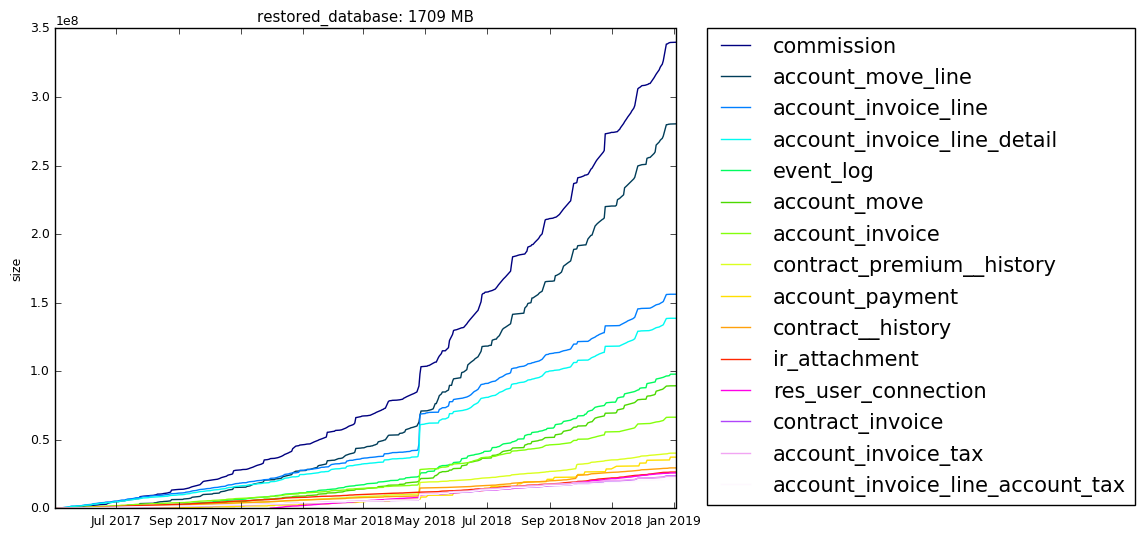 restored_database: 1709 MB
1e8
3.5
3.0
2.5
2.0
1.5
1.0
0.5
0.0
size
Jul 2017 Sep 2017 Nov 2017 Jan 2018 Mar 2018 May 2018 Jul 2018 Sep 2018 Nov 2018 Jan 2019
commission
account_move_line
account_invoice_line
account_invoice_line_detail
event_log
account_move
account_invoice
contract_premium__history
account_payment
contract__history
ir_attachment
res_user_connection
contract_invoice
account_invoice_tax
account_invoice_line_account_tax